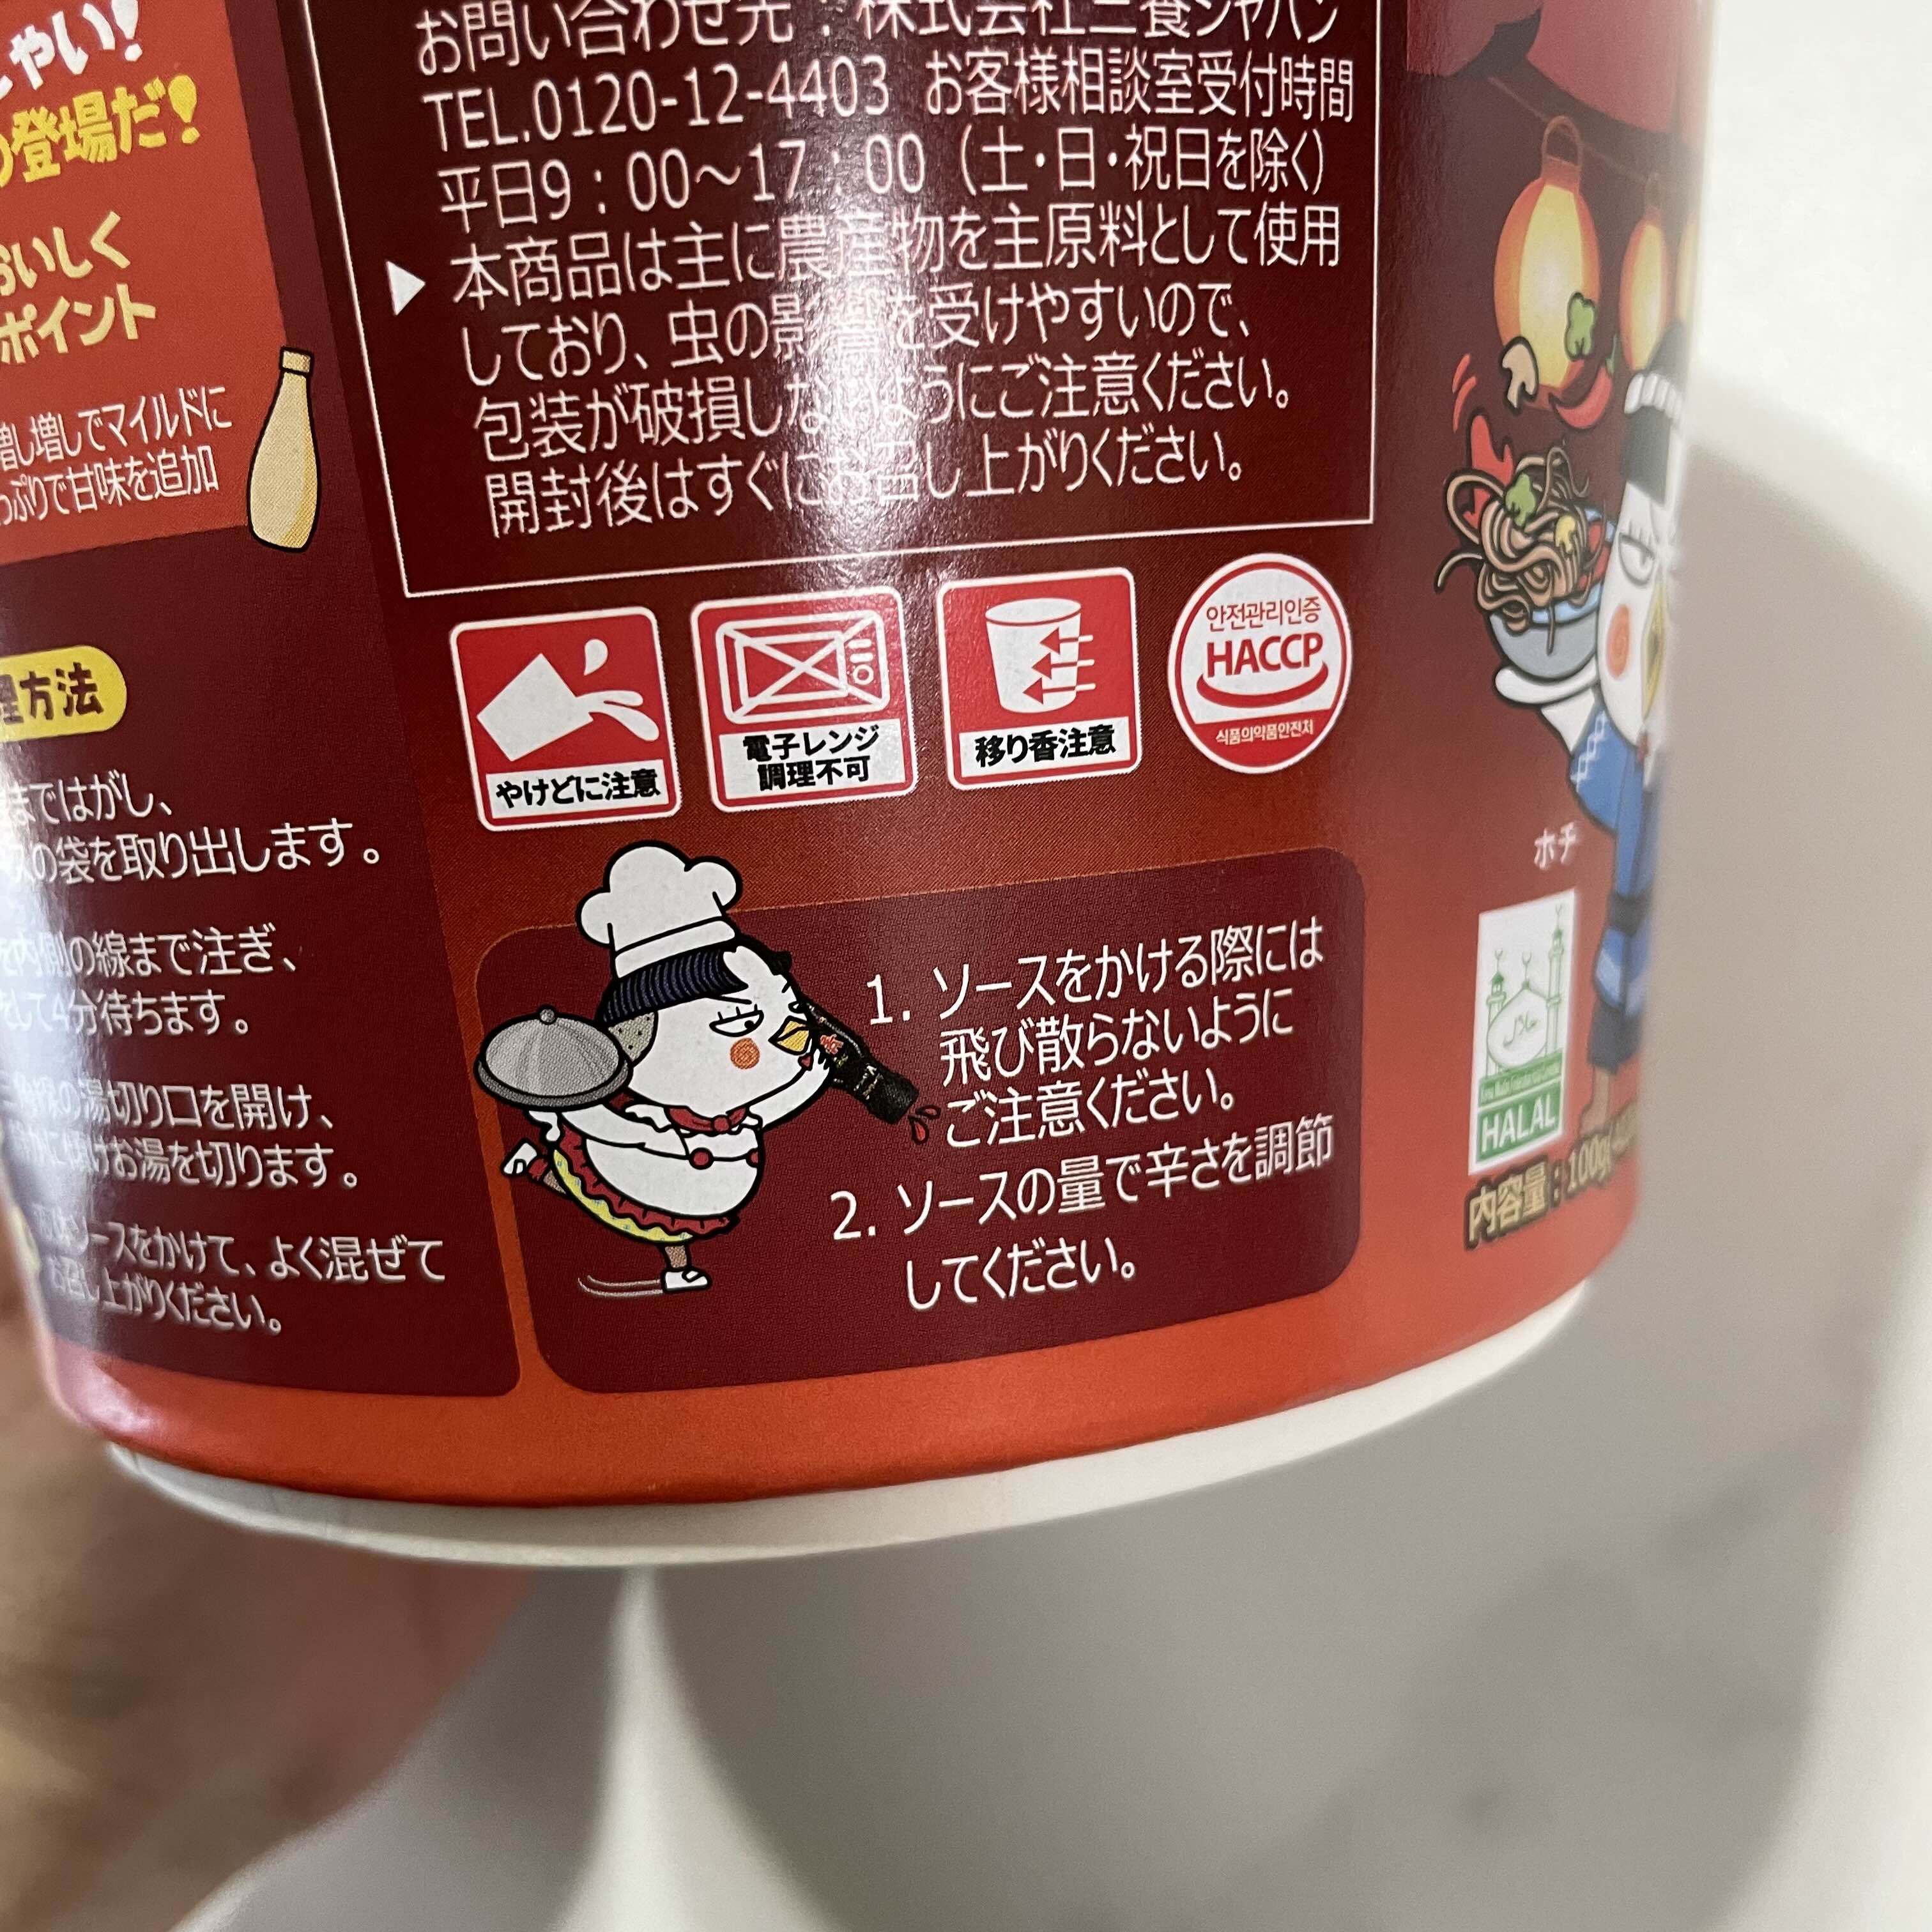 やい!
登場だ!
おいしく
ポイント
増し増しでマイルドに
っぷりで甘味を追加
理方法
まではがし、
の袋を取り出します。
内側の線まで注ぎ、
して4分待ちます。
の湯切り口を開け、
お湯を切ります。
ソースをかけて、よく混ぜて
お召し上がりください。
お問い合わせ先：株式会社三養ジャパン
TEL.0120-12-4403 お客様相談室受付時間
平日9：00～17：00（土・日・祝日を除く）
▶ 本商品は主に農産物を主原料として使用
しており、虫の影響を受けやすいので、
包装が破損しないようにご注意ください。
開封後はすぐにお召し上がりください。
やけどに注意
電子レンジ
調理不可
移り香注意
안전관리인증
HACCP
식품의약품안전처
1. ソースをかける際には
飛び散らないように
ご注意ください。
2. ソースの量で辛さを調節
してください。
ホチ
حلال
HALAL
内容量：100g